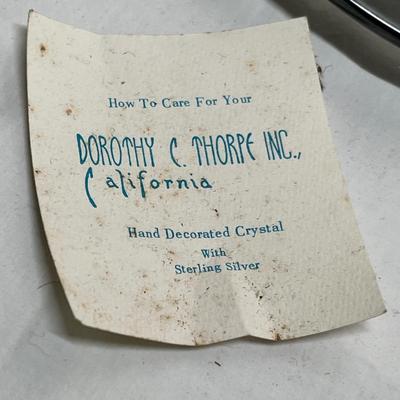 How To Care For Your
DOROTHY C. THORPE INC.,
California
Hand Decorated Crystal
With
Sterling Silver